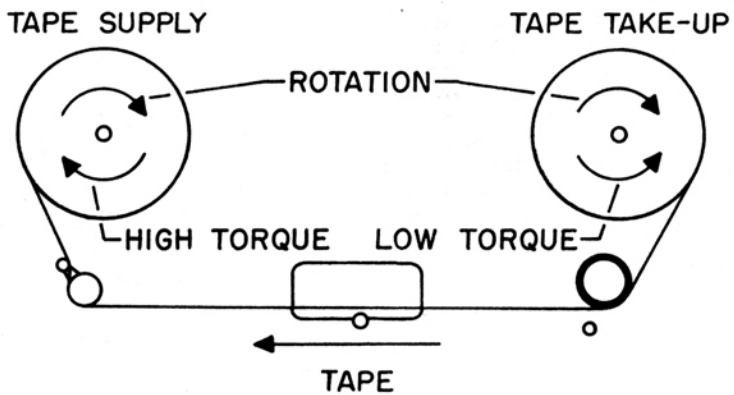 TAPE SUPPLY
TAPE TAKE-UP
ROTATION
HIGH TORQUE
LOW TORQUE
TAPE